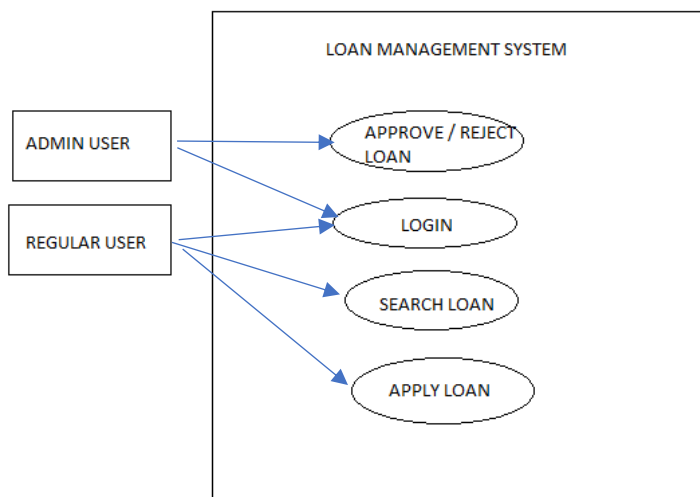 LOAN MANAGEMENT SYSTEM
ADMIN USER
APPROVE / REJECT
LOAN
REGULAR USER
LOGIN
SEARCH LOAN
APPLY LOAN